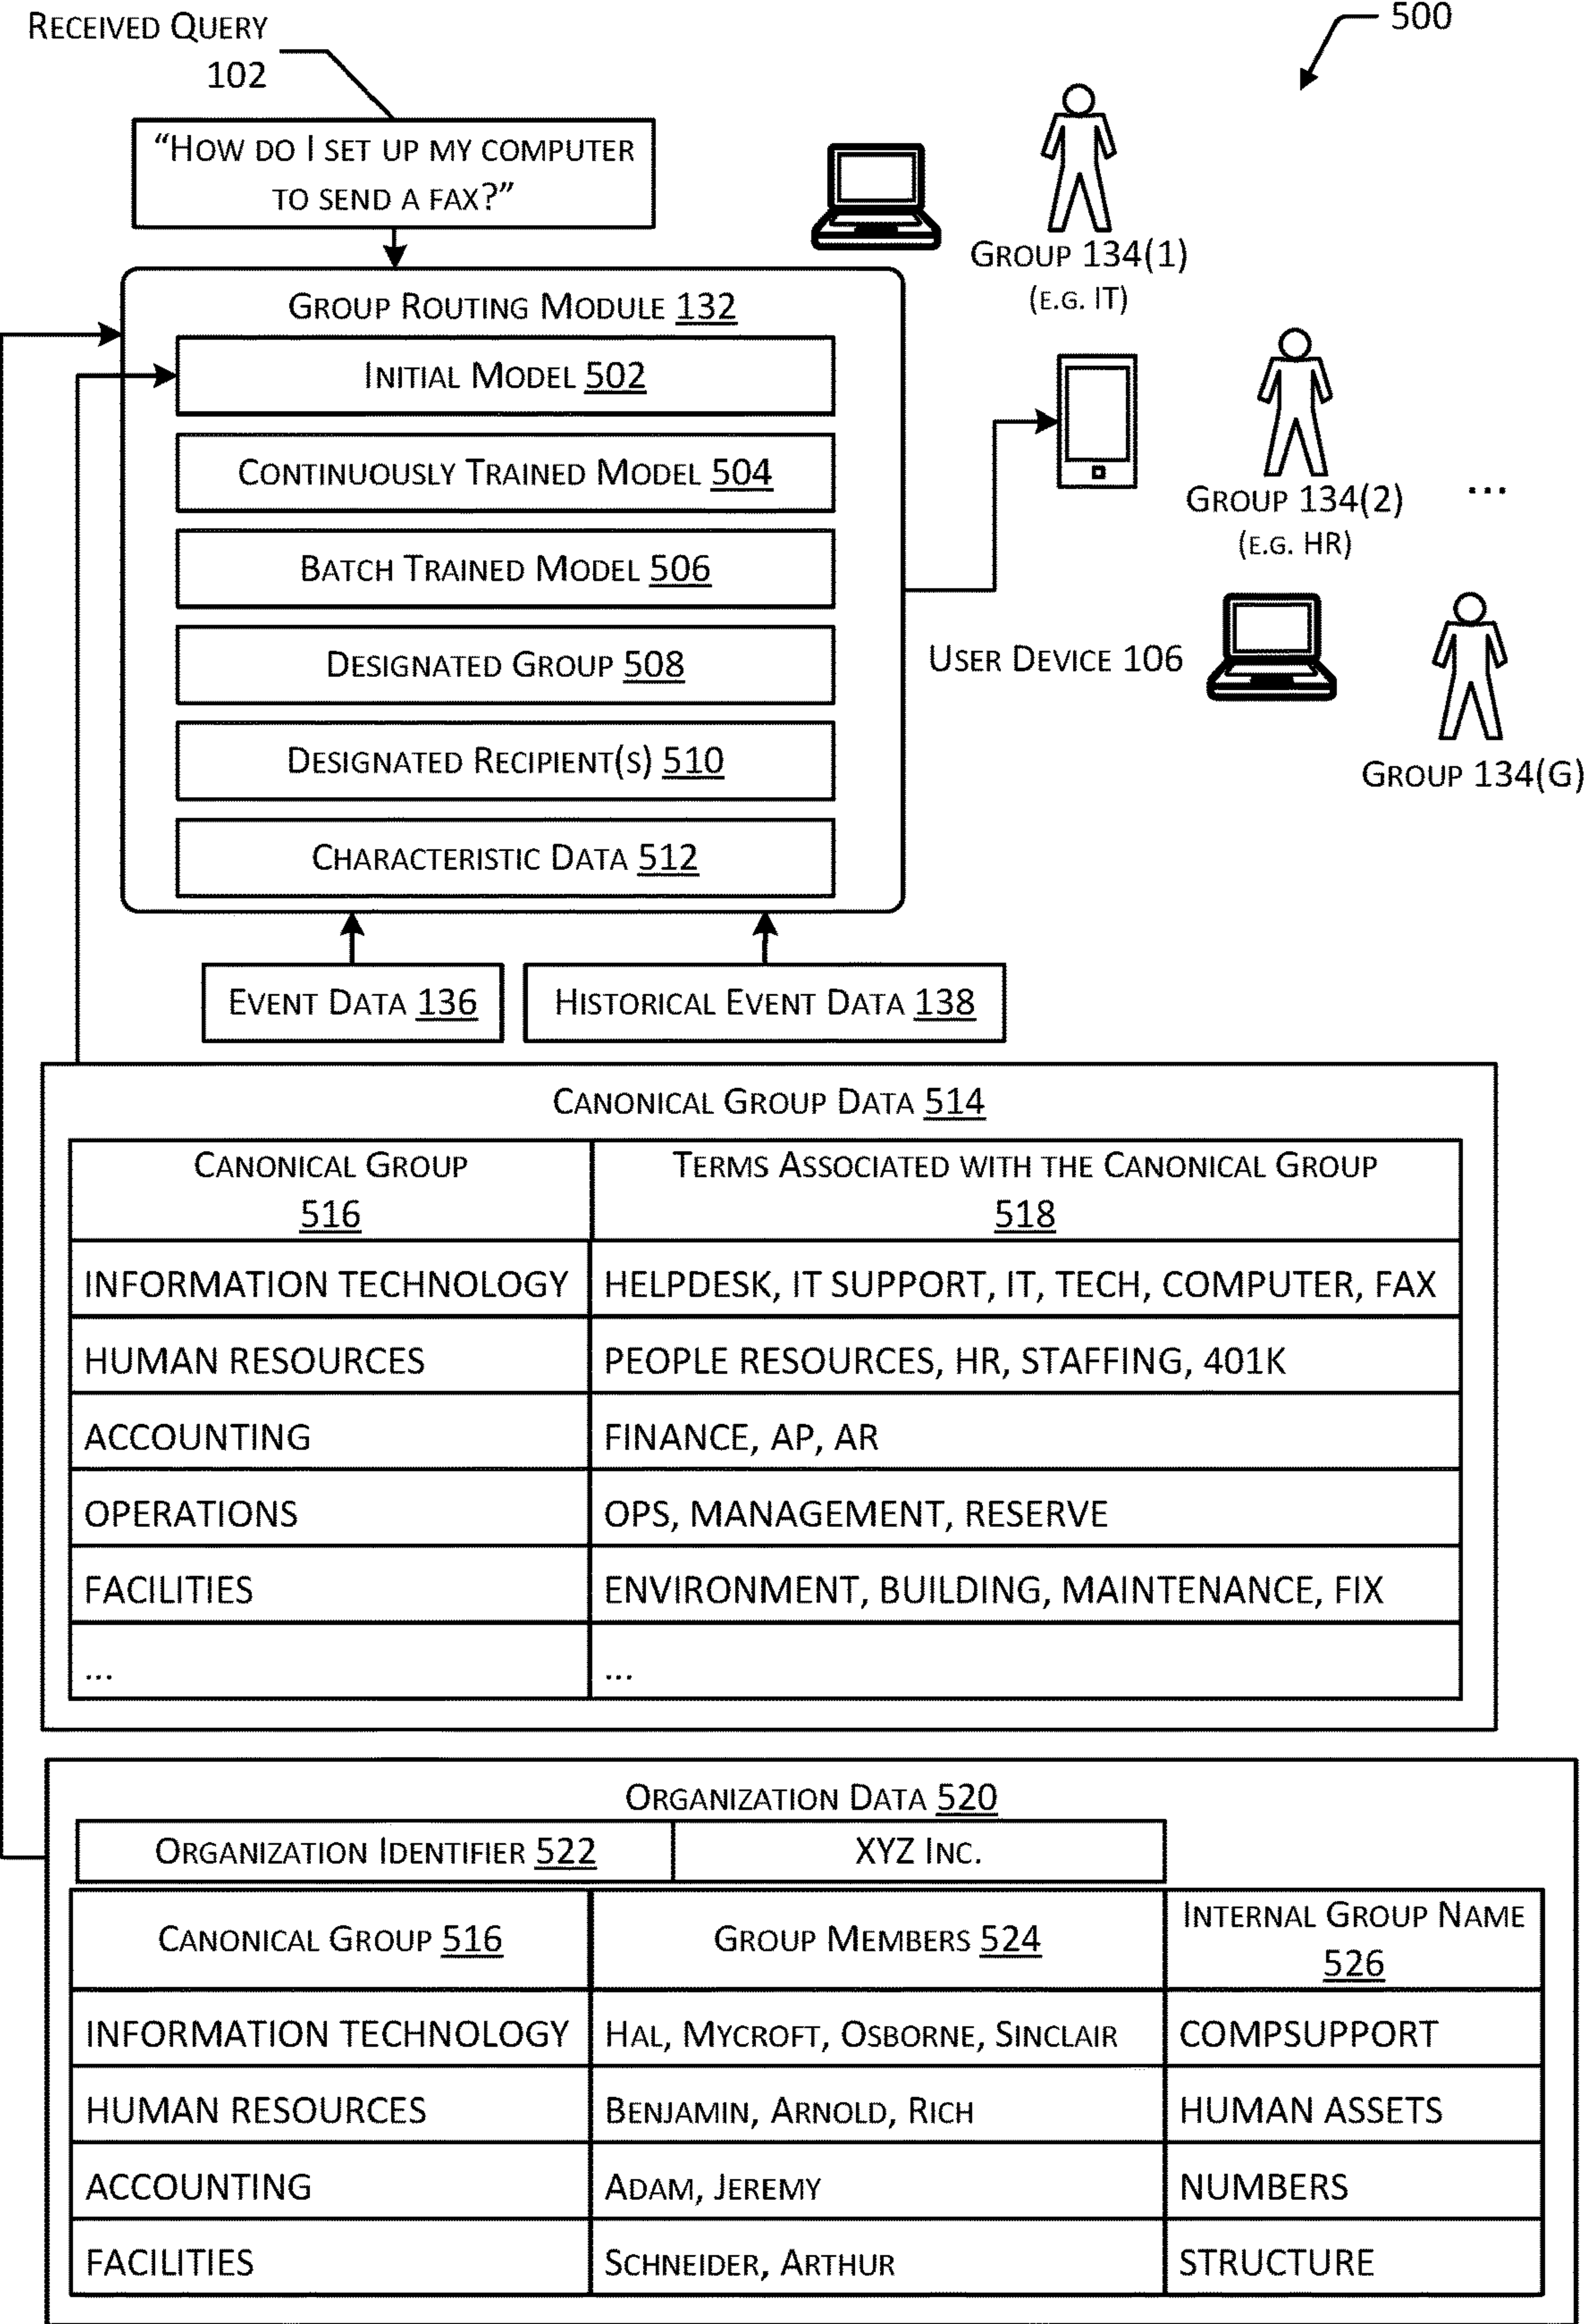 500
RECEIVED QUERY
102
“HOW DO I SET UP MY COMPUTER
TO SEND A FAX?”
GROUP 134(1)
(E.G. IT)
GROUP ROUTING MODULE 132
INITIAL MODEL 502
CONTINUOUSLY TRAINED MODEL 504
BATCH TRAINED MODEL 506
DESIGNATED GROUP 508
DESIGNATED RECIPIENT(S) 510
CHARACTERISTIC DATA 512
GROUP 134(2)
(E.G. HR)
...
USER DEVICE 106
GROUP 134(G)
EVENT DATA 136
HISTORICAL EVENT DATA 138
CANONICAL GROUP DATA 514
CANONICAL GROUP
516
TERMS ASSOCIATED WITH THE CANONICAL GROUP
518
INFORMATION TECHNOLOGY
HELPDESK, IT SUPPORT, IT, TECH, COMPUTER, FAX
HUMAN RESOURCES
PEOPLE RESOURCES, HR, STAFFING, 401K
ACCOUNTING
FINANCE, AP, AR
OPERATIONS
OPS, MANAGEMENT, RESERVE
FACILITIES
ENVIRONMENT, BUILDING, MAINTENANCE, FIX
...
...
ORGANIZATION DATA 520
ORGANIZATION IDENTIFIER 522
XYZ INC.
CANONICAL GROUP 516
GROUP MEMBERS 524
INTERNAL GROUP NAME
526
INFORMATION TECHNOLOGY
HAL, MYCROFT, OSBORNE, SINCLAIR
COMPSUPPORT
HUMAN RESOURCES
BENJAMIN, ARNOLD, RICH
HUMAN ASSETS
ACCOUNTING
ADAM, JEREMY
NUMBERS
FACILITIES
SCHNEIDER, ARTHUR
STRUCTURE